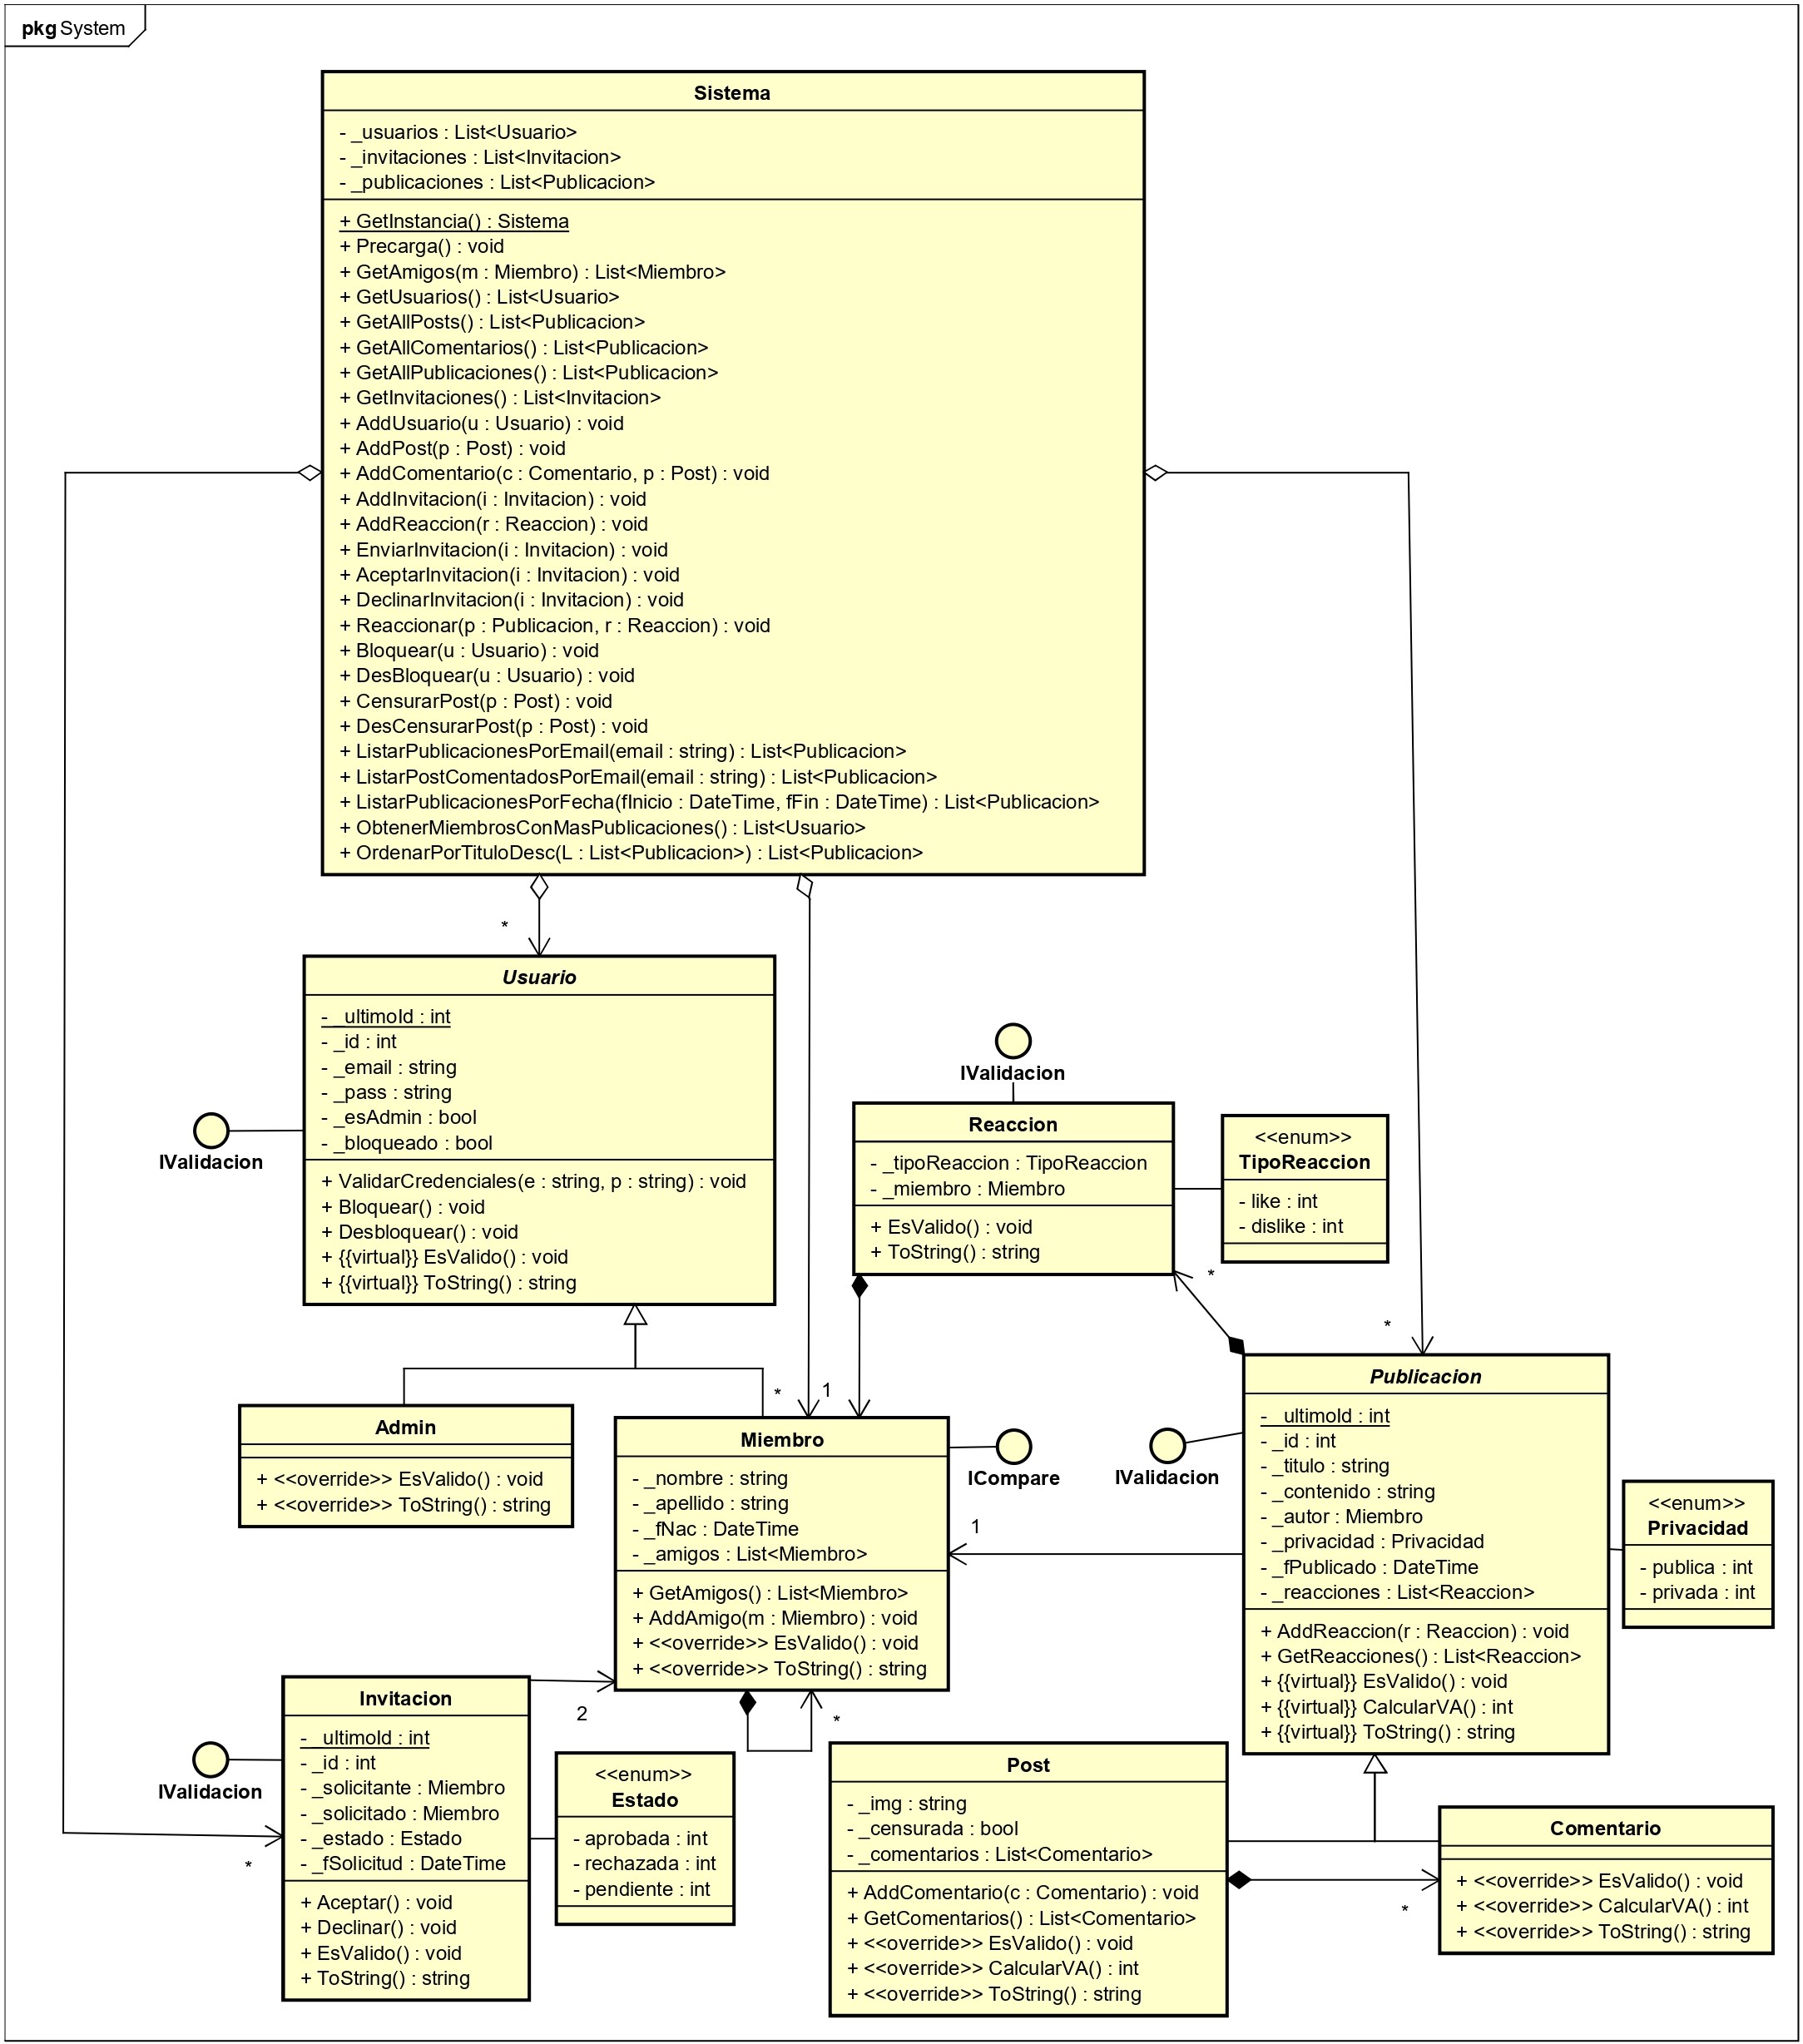 pkg System
Sistema
- _usuarios : List<Usuario>
- _invitaciones : List<Invitacion>
- _publicaciones : List<Publicacion>
+ GetInstancia() : Sistema
+ Precarga() : void
+ GetAmigos(m : Miembro) : List<Miembro>
+ GetUsuarios() : List<Usuario>
+ GetAllPosts() : List<Publicacion>
+ GetAllComentarios() : List<Publicacion>
+ GetAllPublicaciones() : List<Publicacion>
+ GetInvitaciones() : List<Invitacion>
+ AddUsuario(u : Usuario) : void
+ AddPost(p : Post) : void
+ AddComentario(c : Comentario, p : Post) : void
+ AddInvitacion(i : Invitacion) : void
+ AddReaccion(r : Reaccion) : void
+ EnviarInvitacion(i : Invitacion) : void
+ AceptarInvitacion(i : Invitacion) : void
+ DeclinarInvitacion(i : Invitacion) : void
+ Reaccionar(p : Publicacion, r : Reaccion) : void
+ Bloquear(u : Usuario) : void
+ DesBloquear(u : Usuario) : void
+ CensurarPost(p : Post) : void
+ DesCensurarPost(p : Post) : void
+ ListarPublicacionesPorEmail(email : string) : List<Publicacion>
+ ListarPostComentadosPorEmail(email : string) : List<Publicacion>
+ ListarPublicacionesPorFecha(fInicio : DateTime, fFin : DateTime) : List<Publicacion>
+ ObtenerMiembrosConMasPublicaciones() : List<Usuario>
+ OrdenarPorTituloDesc(L : List<Publicacion>) : List<Publicacion>
*
Usuario
- _ultimoId : int
- _id : int
- _email : string
- _pass : string
- _esAdmin : bool
- _bloqueado : bool
+ ValidarCredenciales(e : string, p : string) : void
+ Bloquear() : void
+ Desbloquear() : void
+ {{virtual}} EsValido() : void
+ {{virtual}} ToString() : string
IValidacion
IValidacion
Reaccion
- _tipoReaccion : TipoReaccion
- _miembro : Miembro
+ EsValido() : void
+ ToString() : string
<<enum>>
TipoReaccion
- like : int
- dislike : int
*
*
Admin
+ <<override>> EsValido() : void
+ <<override>> ToString() : string
*
1
Miembro
- _nombre : string
- _apellido : string
- _fNac : DateTime
- _amigos : List<Miembro>
+ GetAmigos() : List<Miembro>
+ AddAmigo(m : Miembro) : void
+ <<override>> EsValido() : void
+ <<override>> ToString() : string
ICompare
1
IValidacion
Publicacion
- _ultimoId : int
- _id : int
- _titulo : string
- _contenido : string
- _autor : Miembro
- _privacidad : Privacidad
- _fPublicado : DateTime
- _reacciones : List<Reaccion>
+ AddReaccion(r : Reaccion) : void
+ GetReacciones() : List<Reaccion>
+ {{virtual}} EsValido() : void
+ {{virtual}} CalcularVA() : int
+ {{virtual}} ToString() : string
<<enum>>
Privacidad
- publica : int
- privada : int
Invitacion
- _ultimoId : int
- _id : int
- _solicitante : Miembro
- _solicitado : Miembro
- _estado : Estado
- _fSolicitud : DateTime
+ Aceptar() : void
+ Declinar() : void
+ EsValido() : void
+ ToString() : string
IValidacion
*
2
*
<<enum>>
Estado
- aprobada : int
- rechazada : int
- pendiente : int
Post
- _img : string
- _censurada : bool
- _comentarios : List<Comentario>
+ AddComentario(c : Comentario) : void
+ GetComentarios() : List<Comentario>
+ <<override>> EsValido() : void
+ <<override>> CalcularVA() : int
+ <<override>> ToString() : string
*
Comentario
+ <<override>> EsValido() : void
+ <<override>> CalcularVA() : int
+ <<override>> ToString() : string